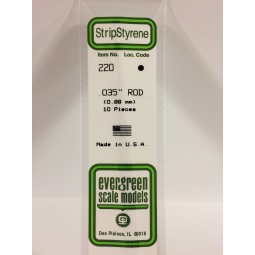 StripStyrene
Item No. Loc. Code
220
.035" ROD
(0.88 mm)
10 Pieces
Made in U.S.A.
evergreen
scale models
Des Plaines, IL 60018